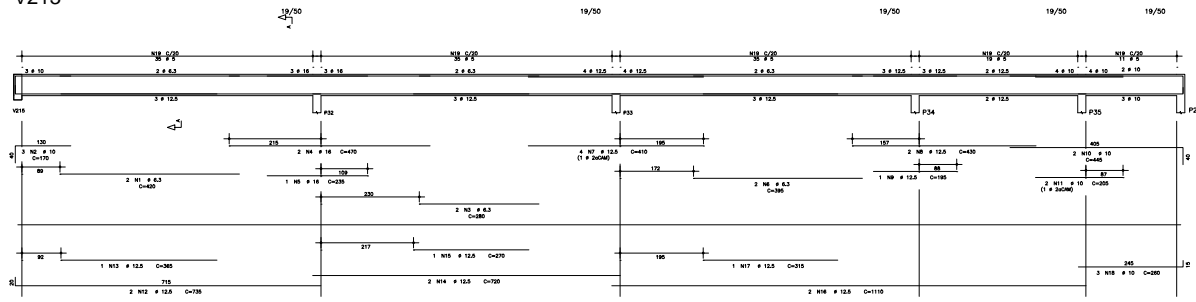 V215
19/50 19/50 19/50 19/50 19/50
A
N19 C/20 N19 C/20 N19 C/20 N19 C/20 N19 C/20
35 ø 5 35 ø 5 35 ø 5 19 ø 5 11 ø 5
3 ø 10 2 ø 6.3 3 ø 16 3 ø 16 2 ø 6.3 4 ø 12.5 4 ø 12.5 2 ø 6.3 3 ø 12.5 3 ø 12.5 2 ø 12.5 4 ø 10 4 ø 10 2 ø 10
3 ø 12.5 3 ø 12.5 3 ø 12.5 2 ø 12.5 3 ø 10
V216 P32 P33 P34 P35 P2
A
130 215 195 157 405
40 3 N2 ø 10 2 N4 ø 16 C=470 4 N7 ø 12.5 C=410 2 N8 ø 12.5 C=430 2 N10 ø 10 40
C=170 (1 ø 2aCAM) C=445
89 109 172 88 87
2 N1 ø 6.3 1 N5 ø 16 C=235 2 N6 ø 6.3 1 N9 ø 12.5 C=195 2 N11 ø 10 C=205
C=420 C=395 (1 ø 2aCAM)
230
2 N3 ø 6.3
C=280
92 217 195
1 N13 ø 12.5 C=365 1 N15 ø 12.5 C=270 1 N17 ø 12.5 C=315
20 715 2 N14 ø 12.5 C=720 245 15
2 N12 ø 12.5 C=735 2 N16 ø 12.5 C=1110 3 N18 ø 10 C=260